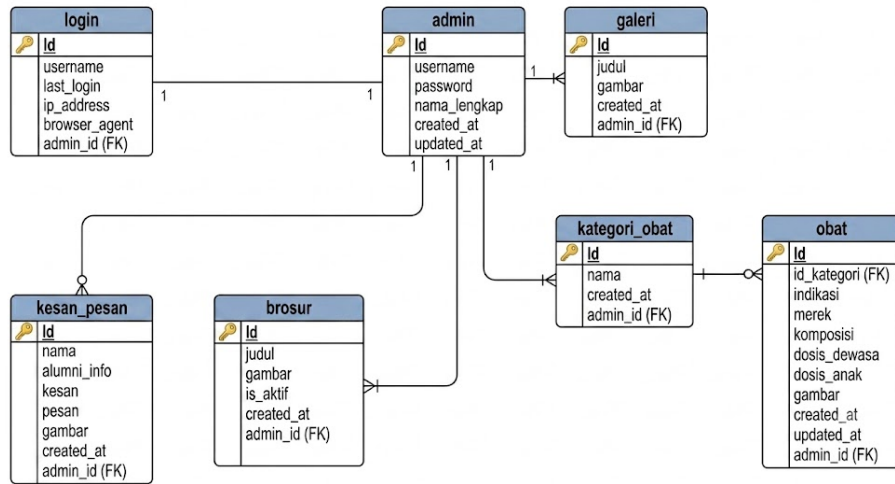 login
Id
username
last_login
ip_address
browser_agent
admin_id (FK)
1
1
admin
Id
username
password
nama_lengkap
created_at
updated_at
1
1
1
1
galeri
Id
judul
gambar
created_at
admin_id (FK)
kesan_pesan
Id
nama
alumni_info
kesan
pesan
gambar
created_at
admin_id (FK)
brosur
Id
judul
gambar
is_aktif
created_at
admin_id (FK)
kategori_obat
Id
nama
created_at
admin_id (FK)
obat
Id
id_kategori (FK)
indikasi
merek
komposisi
dosis_dewasa
dosis_anak
gambar
created_at
updated_at
admin_id (FK)